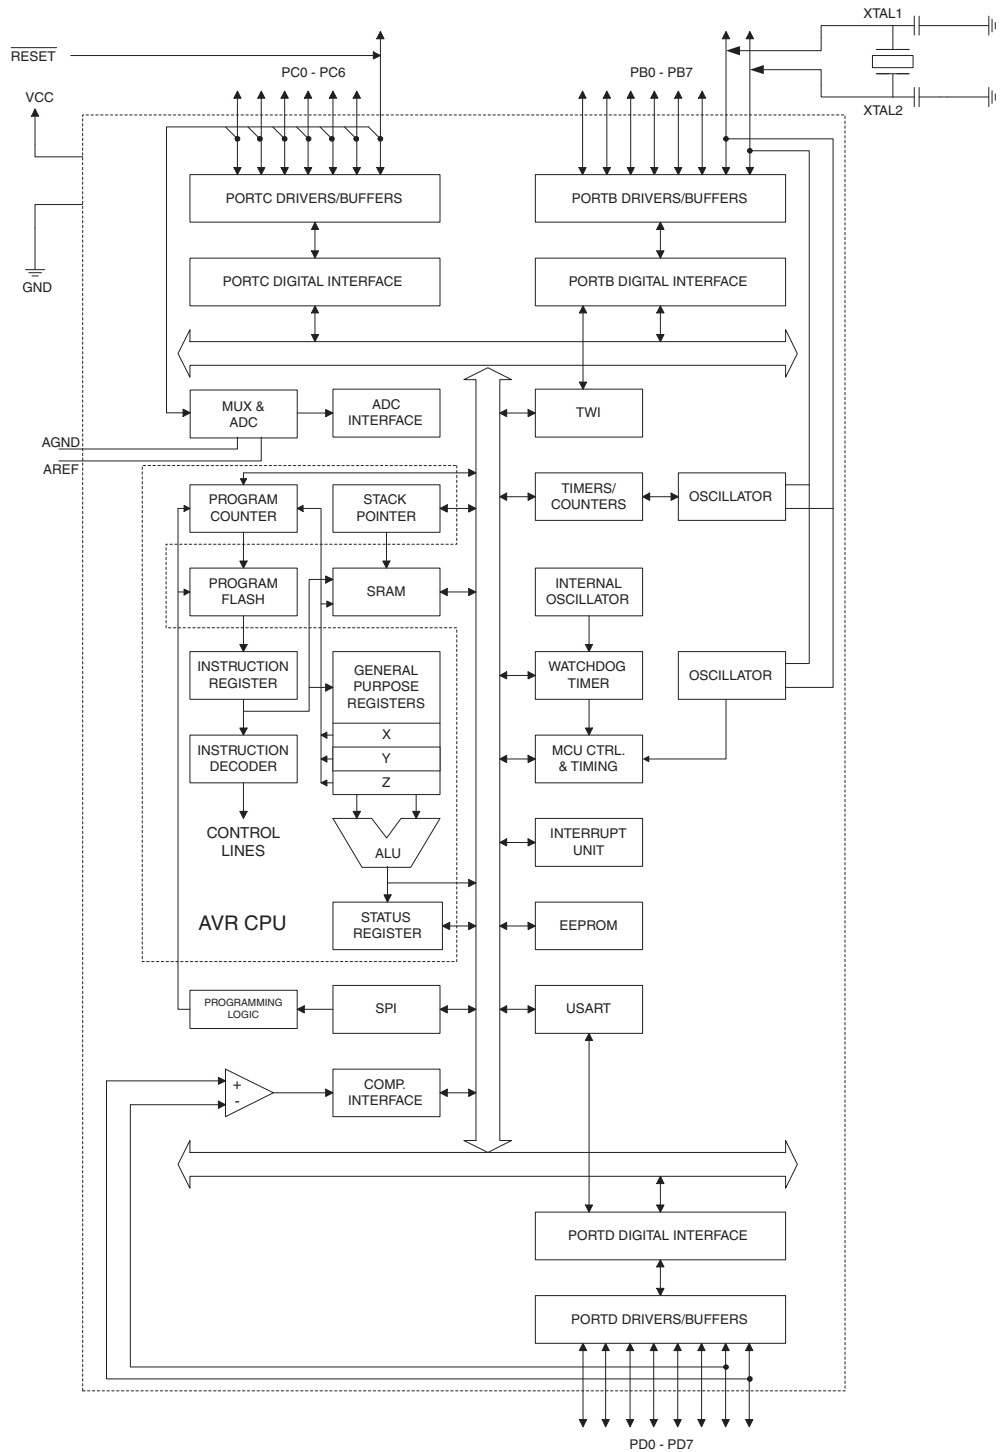 XTAL1
RESET
PC0 - PC6
PB0 - PB7
VCC
XTAL2
PORTC DRIVERS/BUFFERS
PORTB DRIVERS/BUFFERS
PORTC DIGITAL INTERFACE
PORTB DIGITAL INTERFACE
GND
MUX &
ADC
ADC
INTERFACE
TWI
AGND
AREF
PROGRAM
COUNTER
STACK
POINTER
TIMERS/
COUNTERS
OSCILLATOR
PROGRAM
FLASH
SRAM
INTERNAL
OSCILLATOR
INSTRUCTION
REGISTER
GENERAL
PURPOSE
REGISTERS
WATCHDOG
TIMER
OSCILLATOR
X
Y
Z
INSTRUCTION
DECODER
MCU CTRL.
& TIMING
CONTROL
LINES
ALU
INTERRUPT
UNIT
AVR CPU
STATUS
REGISTER
EEPROM
PROGRAMMING
LOGIC
SPI
USART
+
-
COMP.
INTERFACE
PORTD DIGITAL INTERFACE
PORTD DRIVERS/BUFFERS
PD0 - PD7